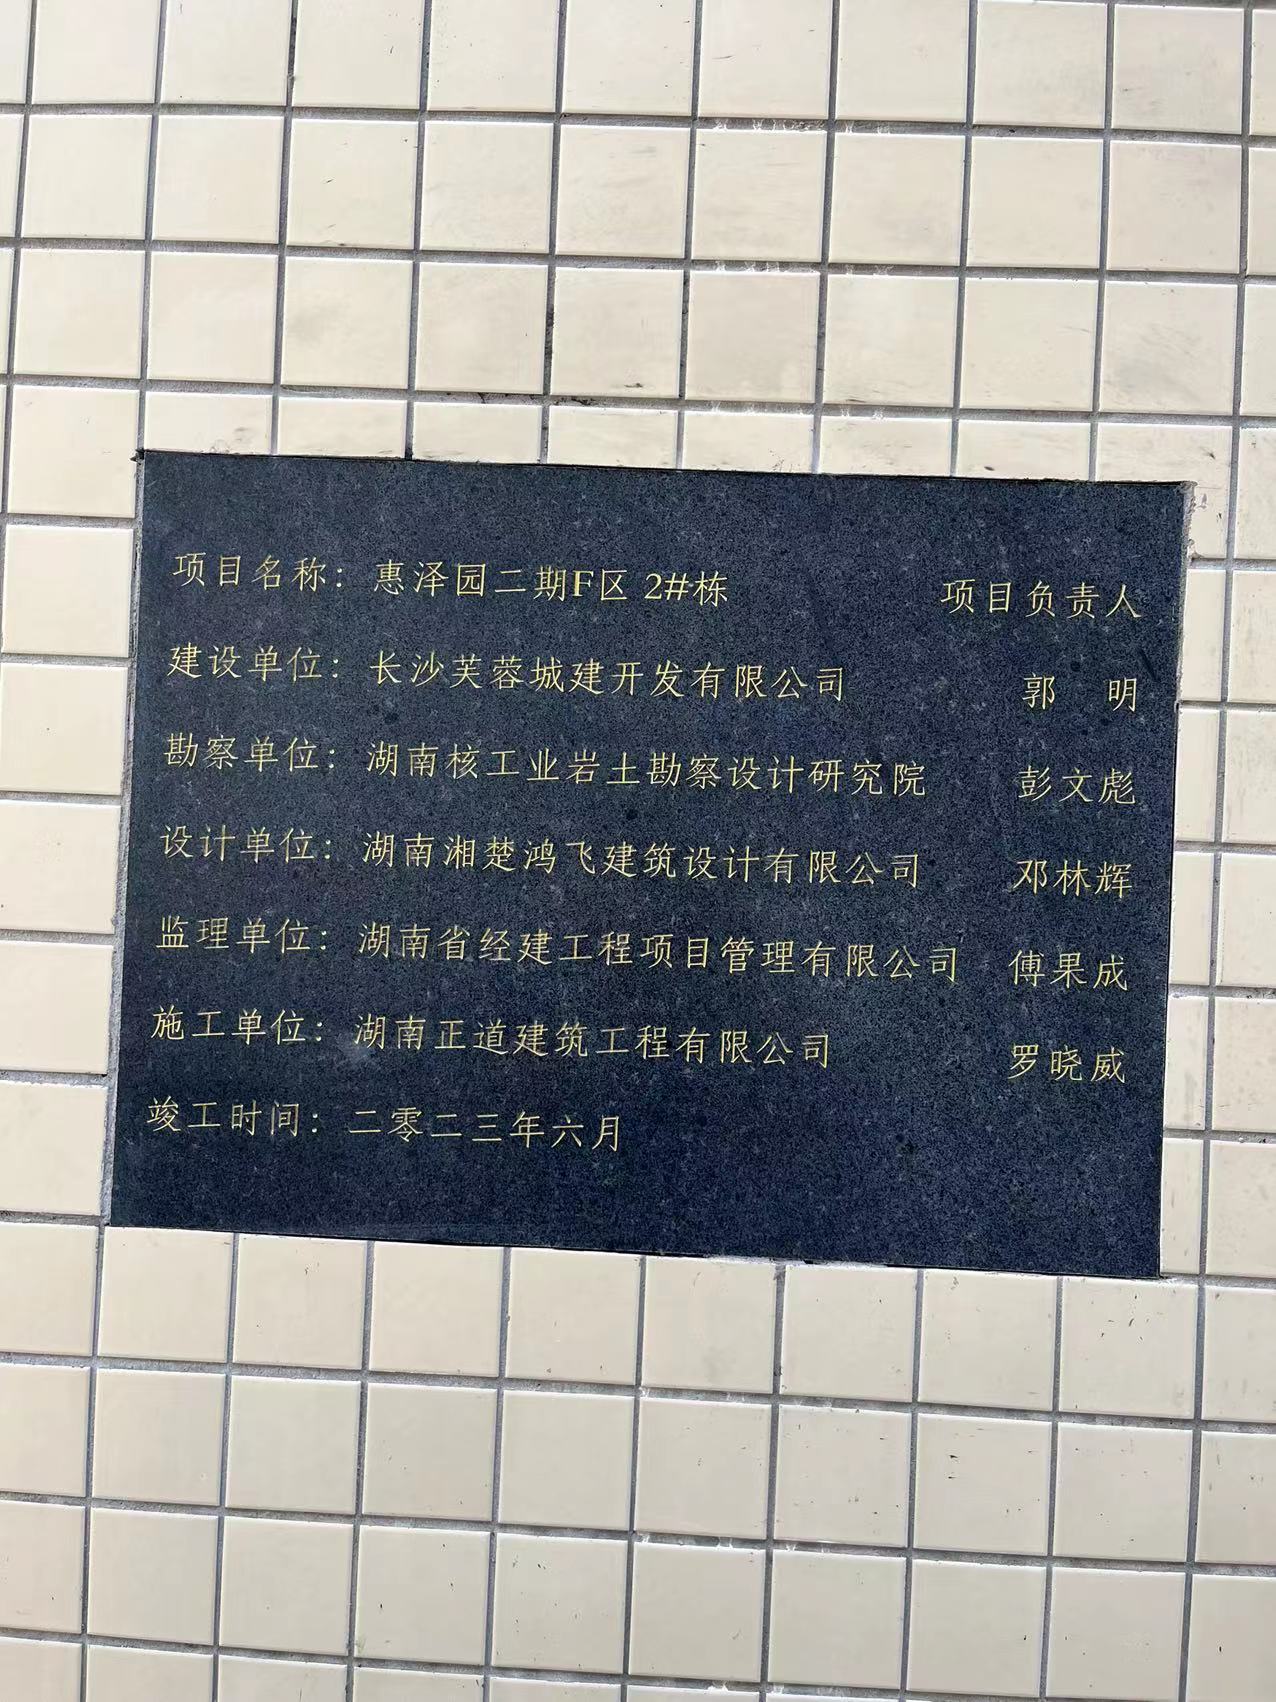 项目名称：惠泽园二期F区 2#栋 项目负责人
建设单位：长沙芙蓉城建开发有限公司 郭 明
勘察单位：湖南核工业岩土勘察设计研究院 彭文彪
设计单位：湖南湘楚鸿飞建筑设计有限公司 邓林辉
监理单位：湖南省经建工程项目管理有限公司 傅果成
施工单位：湖南正道建筑工程有限公司 罗晓威
竣工时间：二零二三年六月